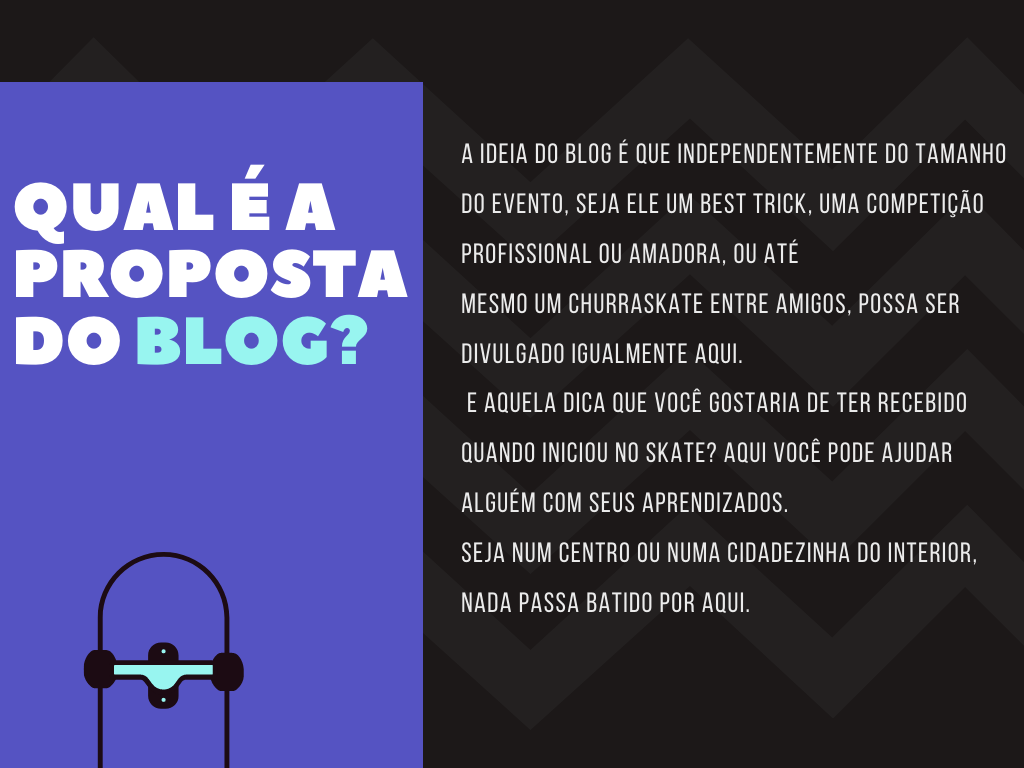 QUAL É A
PROPOSTA
DO BLOG?
A IDEIA DO BLOG É QUE INDEPENDENTEMENTE DO TAMANHO
DO EVENTO, SEJA ELE UM BEST TRICK, UMA COMPETIÇÃO
PROFISSIONAL OU AMADORA, OU ATÉ
MESMO UM CHURRASKATE ENTRE AMIGOS, POSSA SER
DIVULGADO IGUALMENTE AQUI.
E AQUELA DICA QUE VOCÊ GOSTARIA DE TER RECEBIDO
QUANDO INICIOU NO SKATE? AQUI VOCÊ PODE AJUDAR
ALGUÉM COM SEUS APRENDIZADOS.
SEJA NUM CENTRO OU NUMA CIDADEZINHA DO INTERIOR,
NADA PASSA BATIDO POR AQUI.